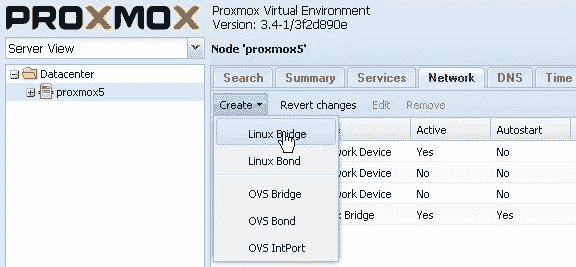 PROXMOX
Proxmox Virtual Environment
Version: 3.4-1/3f2d890e
Server View
Node 'proxmox5'
Datacenter
proxmox5
Search Summary Services Network DNS Time
Create Revert changes Edit Remove
Active Autostart
Linux Bridge
Linux Bond
OVS Bridge
OVS Bond
OVS IntPort
work Device Yes No
work Device No No
work Device No No
x Bridge Yes Yes